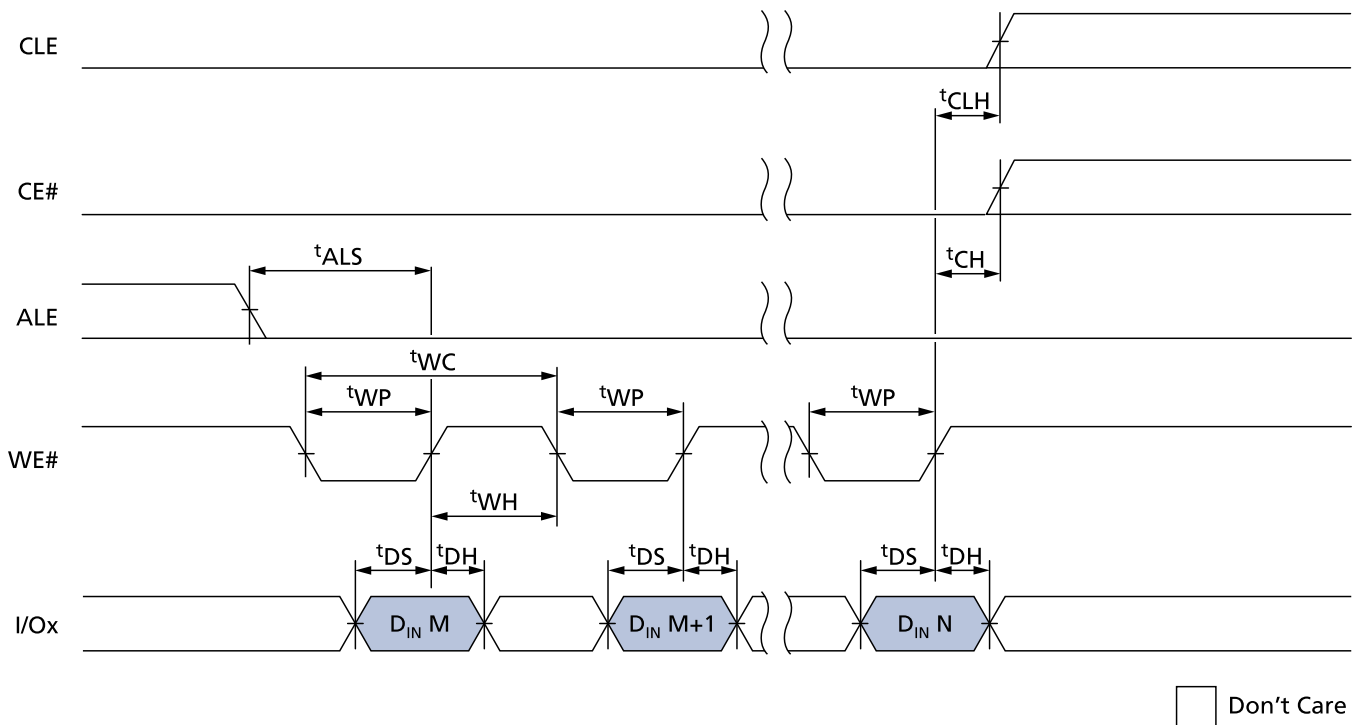 CLE
tCLH
CE#
tCH
tALS
ALE
tWC
tWP
tWP
tWP
WE#
tWH
tDS
tDH
tDS
tDH
tDS
tDH
I/Ox
DIN M
DIN M+1
DIN N
Don't Care